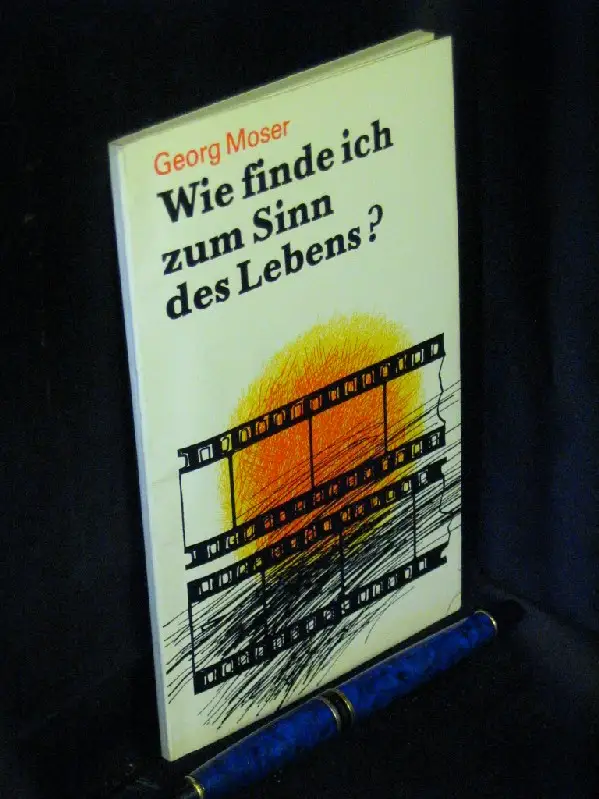 Georg Moser
Wie finde ich
zum Sinn
des Lebens?